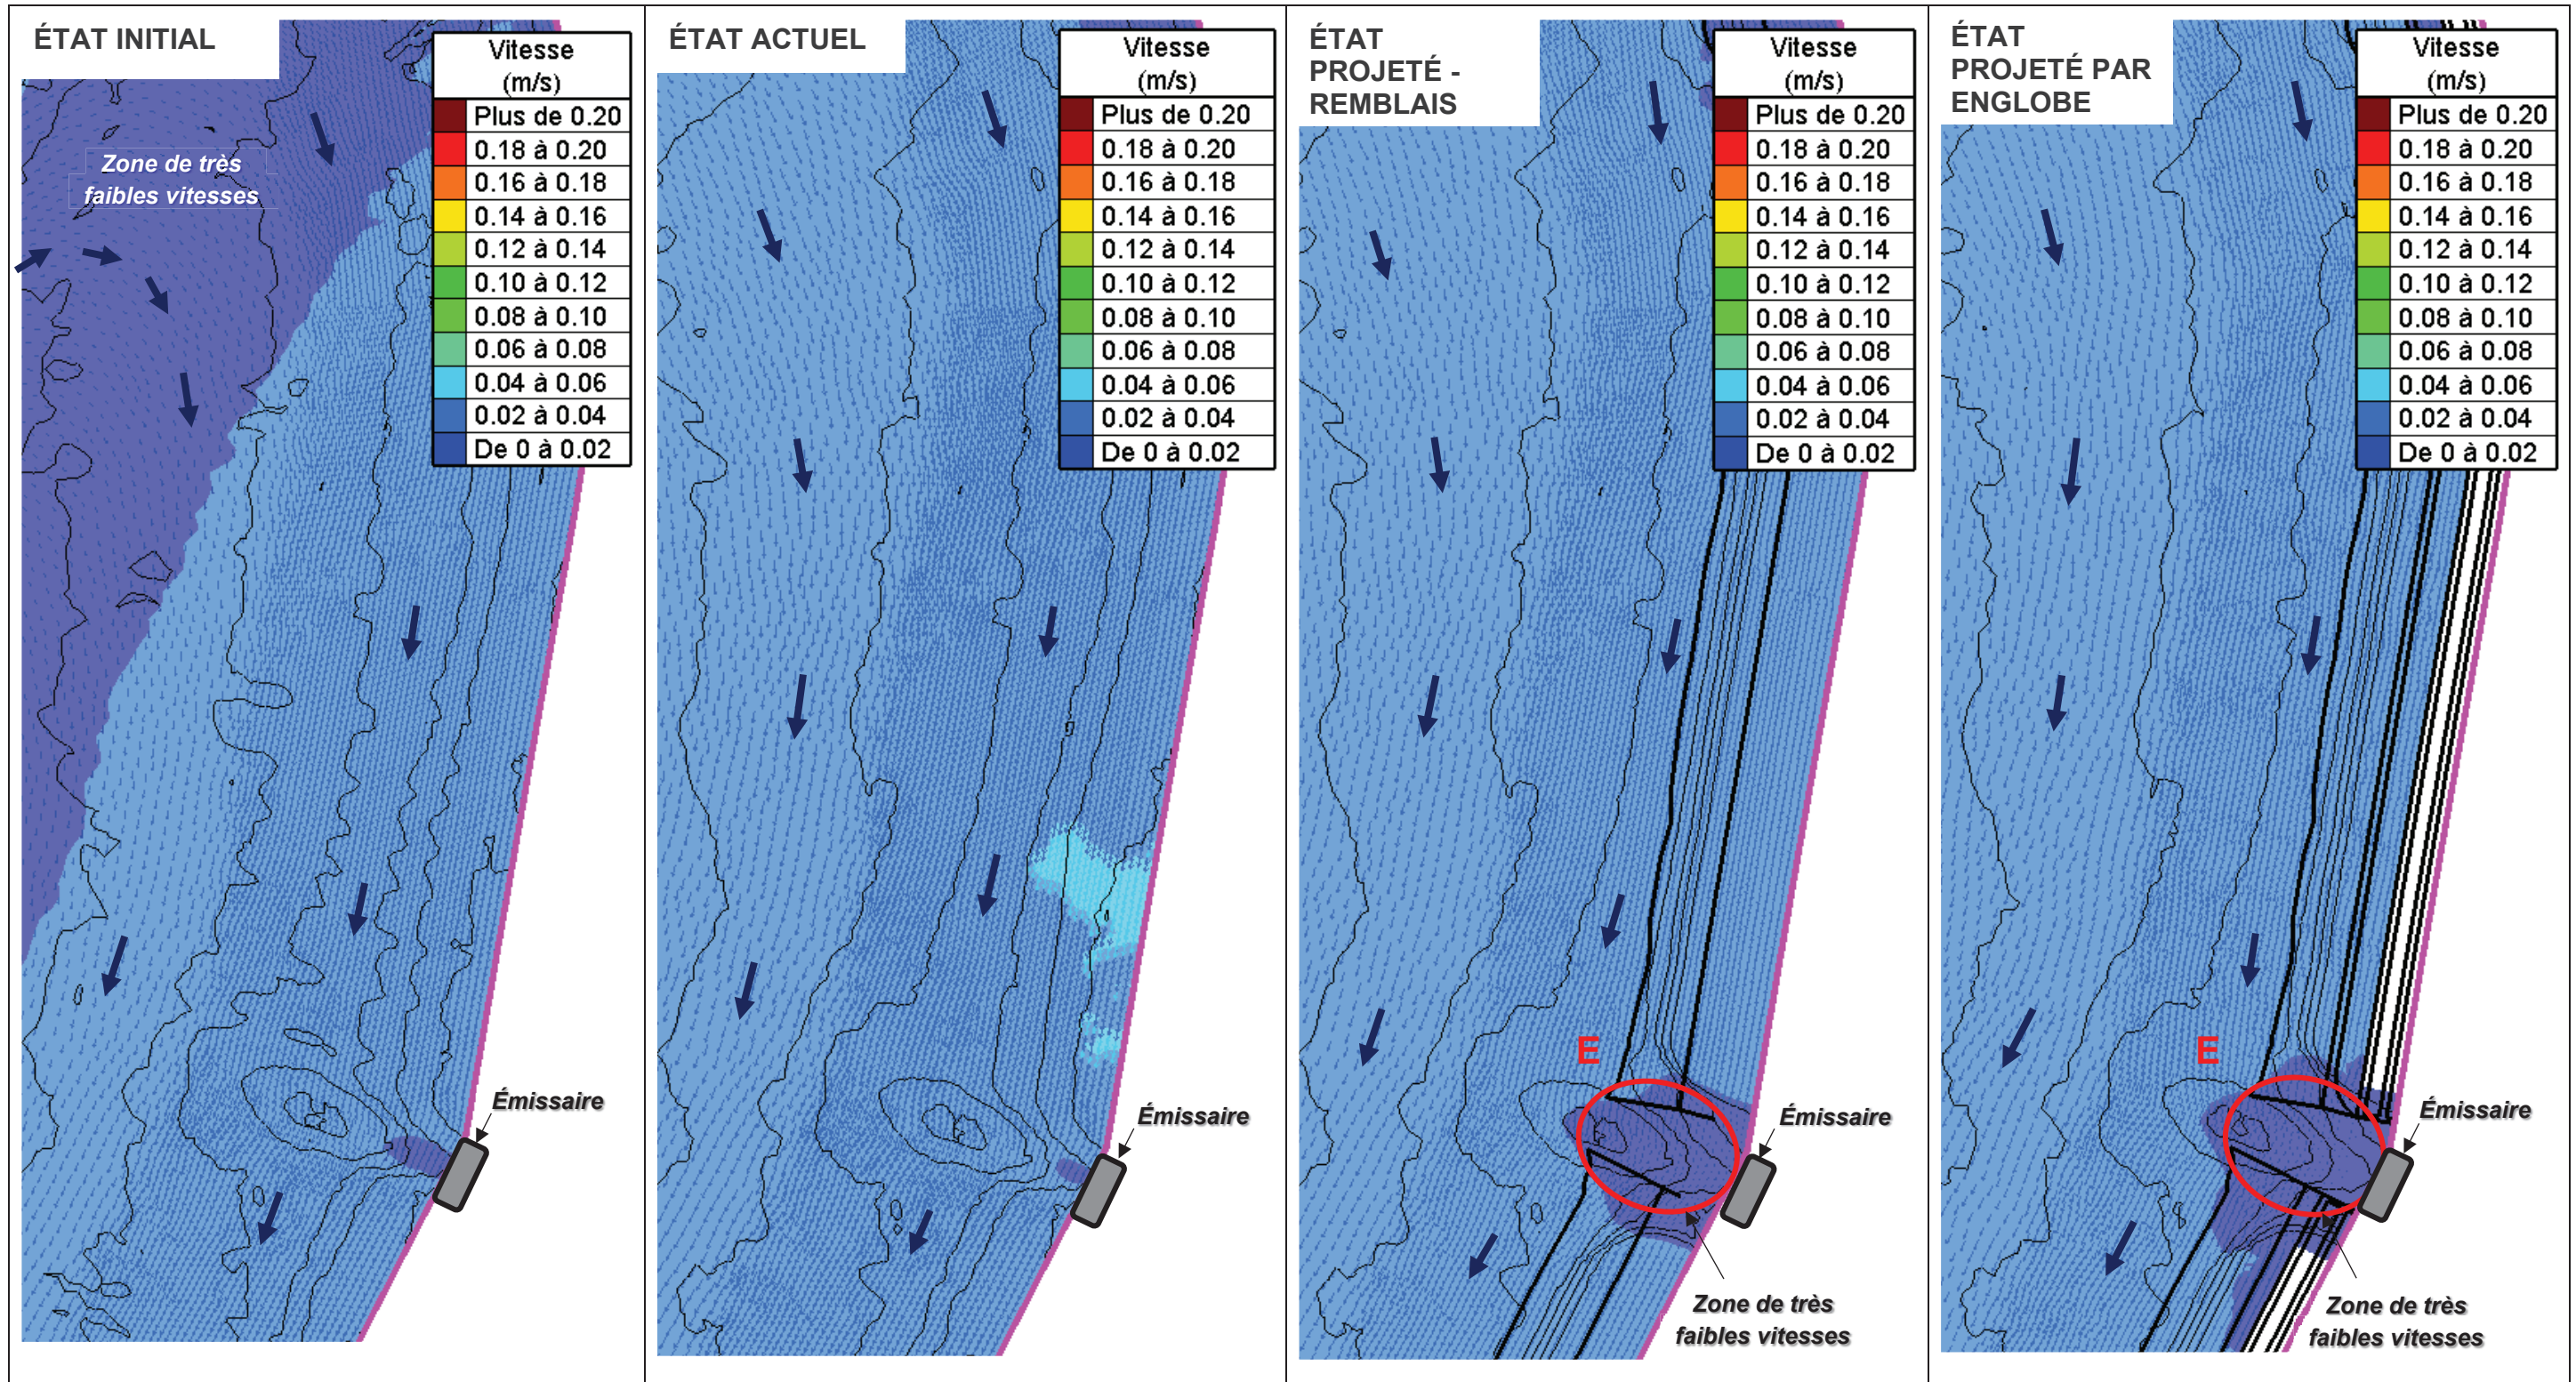 ÉTAT INITIAL
Vitesse
(m/s)
Plus de 0.20
0.18 à 0.20
0.16 à 0.18
0.14 à 0.16
0.12 à 0.14
0.10 à 0.12
0.08 à 0.10
0.06 à 0.08
0.04 à 0.06
0.02 à 0.04
De 0 à 0.02
Zone de très
faibles vitesses
Émissaire
ÉTAT ACTUEL
Vitesse
(m/s)
Plus de 0.20
0.18 à 0.20
0.16 à 0.18
0.14 à 0.16
0.12 à 0.14
0.10 à 0.12
0.08 à 0.10
0.06 à 0.08
0.04 à 0.06
0.02 à 0.04
De 0 à 0.02
Émissaire
ÉTAT
PROJETÉ -
REMBLAIS
Vitesse
(m/s)
Plus de 0.20
0.18 à 0.20
0.16 à 0.18
0.14 à 0.16
0.12 à 0.14
0.10 à 0.12
0.08 à 0.10
0.06 à 0.08
0.04 à 0.06
0.02 à 0.04
De 0 à 0.02
E
Émissaire
Zone de très
faibles vitesses
ÉTAT
PROJETÉ PAR
ENGLOBE
Vitesse
(m/s)
Plus de 0.20
0.18 à 0.20
0.16 à 0.18
0.14 à 0.16
0.12 à 0.14
0.10 à 0.12
0.08 à 0.10
0.06 à 0.08
0.04 à 0.06
0.02 à 0.04
De 0 à 0.02
E
Émissaire
Zone de très
faibles vitesses